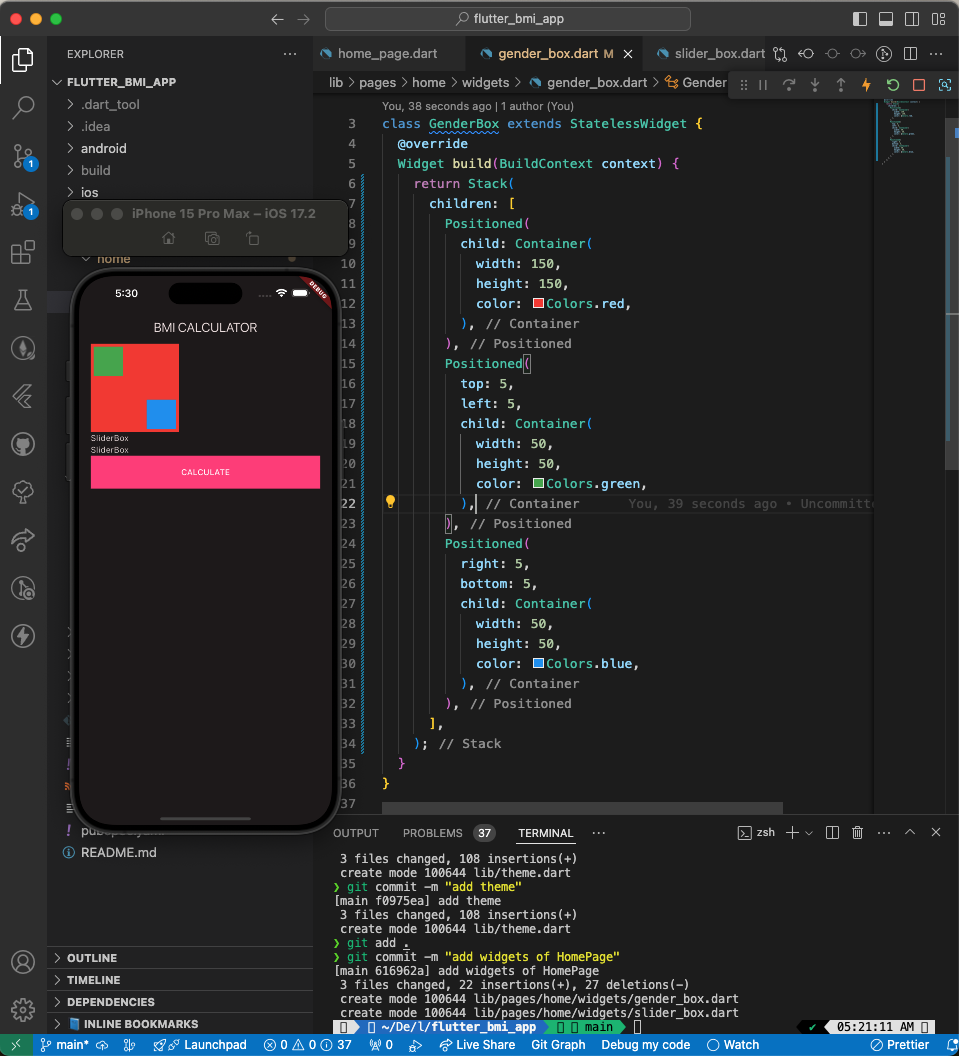 flutter_bmi_app
EXPLORER
home_page.dart
gender_box.dart M
slider_box.dart
FLUTTER_BMI_APP
.dart_tool
.idea
android
build
ios
home
README.md
OUTLINE
TIMELINE
DEPENDENCIES
INLINE BOOKMARKS
1
1
iPhone 15 Pro Max – iOS 17.2
5:30
DEBUG
BMI CALCULATOR
SliderBox
SliderBox
CALCULATE
lib > pages > home > widgets > gender_box.dart > Gender
You, 38 seconds ago | 1 author (You)
3 class GenderBox extends StatelessWidget {
4 @override
5 Widget build(BuildContext context) {
6 return Stack(
7 children: [
8 Positioned(
9 child: Container(
10 width: 150,
11 height: 150,
12 color: Colors.red,
13 ), // Container
14 ), // Positioned
15 Positioned(
16 top: 5,
17 left: 5,
18 child: Container(
19 width: 50,
20 height: 50,
21 color: Colors.green,
22 ), // Container You, 39 seconds ago • Uncommitte
23 ), // Positioned
24 Positioned(
25 right: 5,
26 bottom: 5,
27 child: Container(
28 width: 50,
29 height: 50,
30 color: Colors.blue,
31 ), // Container
32 ), // Positioned
33 ],
34 ); // Stack
35 }
36 }
37
OUTPUT PROBLEMS 37 TERMINAL ··· zsh
3 files changed, 108 insertions(+)
create mode 100644 lib/theme.dart
❯ git commit -m "add theme"
[main f0975ea] add theme
3 files changed, 108 insertions(+)
create mode 100644 lib/theme.dart
❯ git add .
❯ git commit -m "add widgets of HomePage"
[main 616962a] add widgets of HomePage
3 files changed, 22 insertions(+), 27 deletions(-)
create mode 100644 lib/pages/home/widgets/gender_box.dart
create mode 100644 lib/pages/home/widgets/slider_box.dart
~/De/l/flutter_bmi_app main ✔ 05:21:11 AM
main* Launchpad 0 0 37 0 Live Share Git Graph Debug my code Watch Prettier